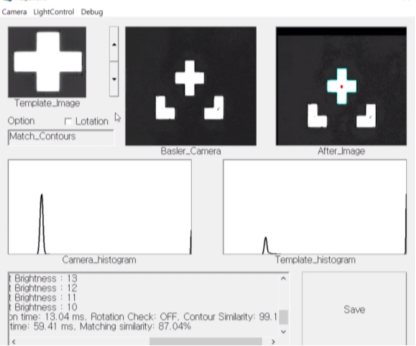 Camera LightControl Debug
Template_Image
Option Lotation
Match_Contours
Basler_Camera
After_Image
Camera_histogram
Template_histogram
t Brightness : 13
t Brightness : 12
t Brightness : 11
t Brightness : 10
on time: 13.04 ms, Rotation Check: OFF, Contour Similarity: 99.1
time: 59.41 ms, Matching similarity: 87.04%
Save